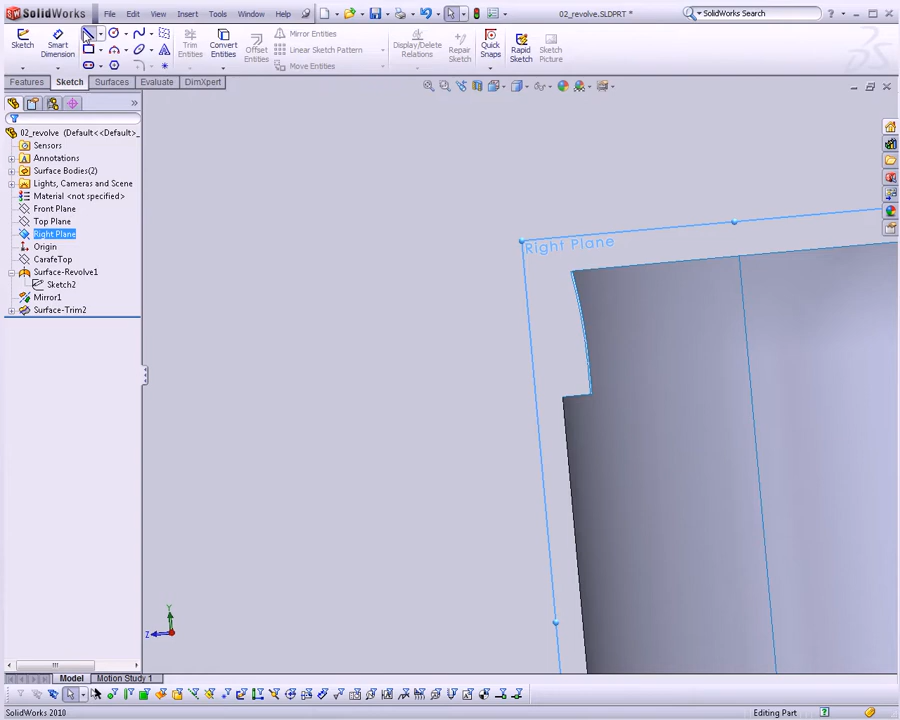 SolidWorks File Edit View Insert Tools Window Help 02_revolve.SLDPRT * SolidWorks Search
Sketch Smart Dimension Trim Entities Convert Entities Offset Entities Mirror Entities Linear Sketch Pattern Move Entities Display/Delete Relations Repair Sketch Quick Snaps Rapid Sketch Sketch Picture
Features Sketch Surfaces Evaluate DimXpert
02_revolve (Default<<Default>_
Sensors
Annotations
Surface Bodies(2)
Lights, Cameras and Scene
Material <not specified>
Front Plane
Top Plane
Right Plane
Origin
CarafeTop
Surface-Revolve1
Sketch2
Mirror1
Surface-Trim2
Right Plane
Y
Z
Model Motion Study 1
SolidWorks 2010 Editing Part